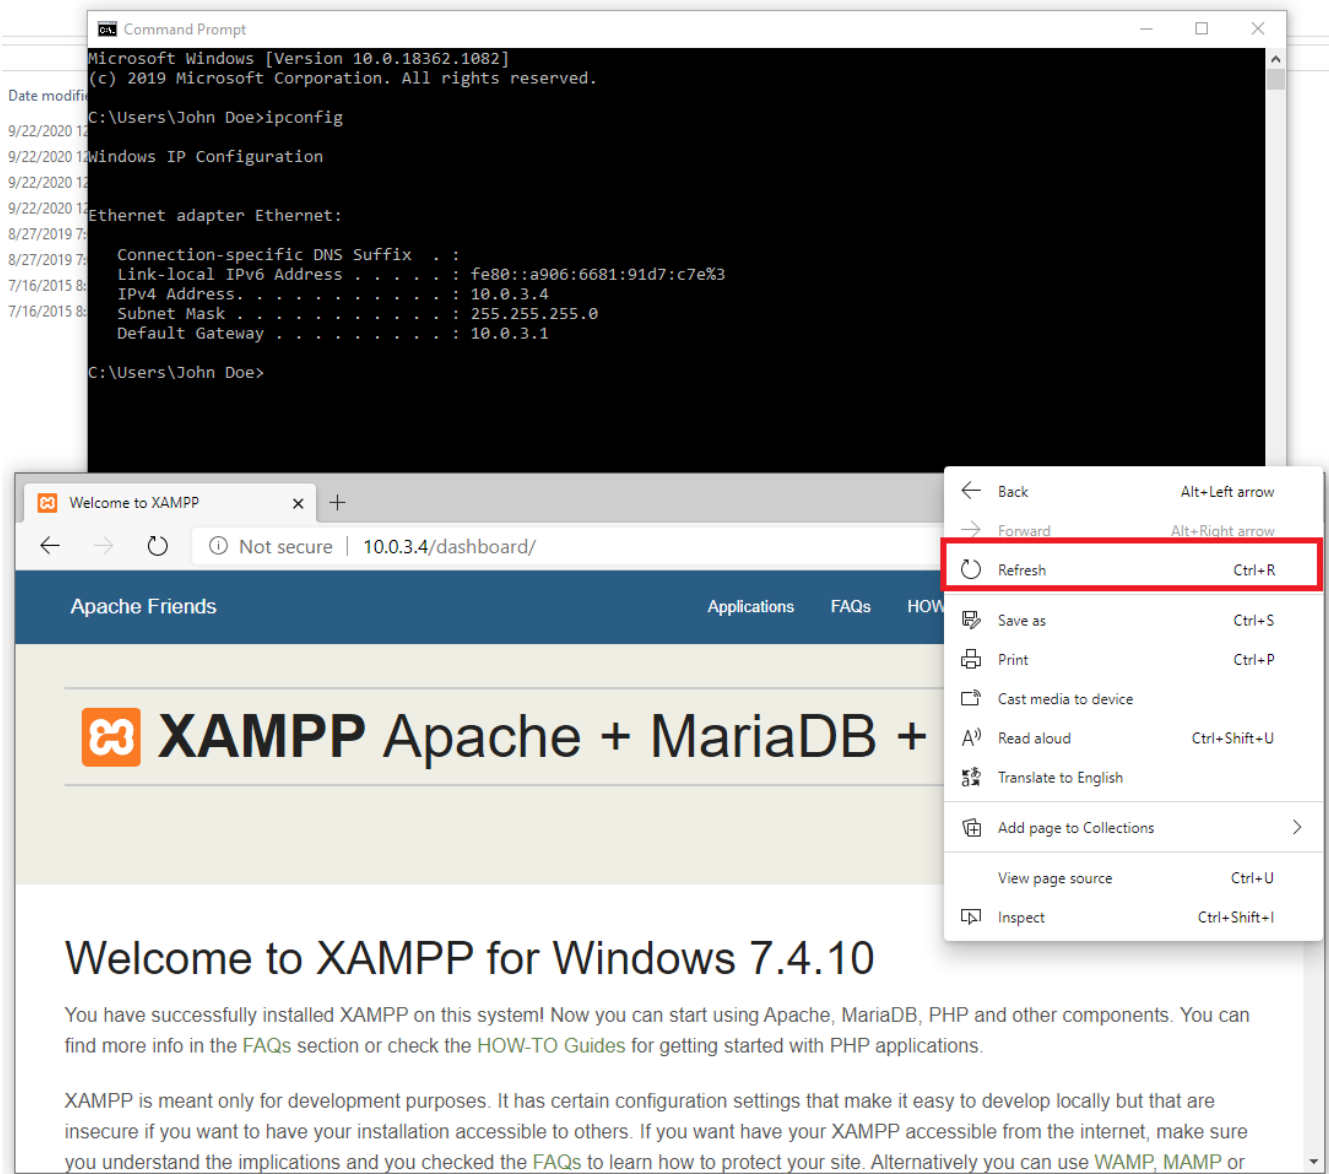 Command Prompt
Microsoft Windows [Version 10.0.18362.1082]
(c) 2019 Microsoft Corporation. All rights reserved.
C:\Users\John Doe>ipconfig
Windows IP Configuration
Ethernet adapter Ethernet:
Connection-specific DNS Suffix  . :
Link-local IPv6 Address . . . . . : fe80::a906:6681:91d7:c7e%3
IPv4 Address. . . . . . . . . . . : 10.0.3.4
Subnet Mask . . . . . . . . . . . : 255.255.255.0
Default Gateway . . . . . . . . . : 10.0.3.1
C:\Users\John Doe>
Date modifie
9/22/2020 12
9/22/2020 12
9/22/2020 12
9/22/2020 12
8/27/2019 7:
8/27/2019 7:
7/16/2015 8:
7/16/2015 8:
Welcome to XAMPP
Not secure | 10.0.3.4/dashboard/
Apache Friends
Applications FAQs HOW
XAMPP Apache + MariaDB +
Welcome to XAMPP for Windows 7.4.10
You have successfully installed XAMPP on this system! Now you can start using Apache, MariaDB, PHP and other components. You can
find more info in the FAQs section or check the HOW-TO Guides for getting started with PHP applications.
XAMPP is meant only for development purposes. It has certain configuration settings that make it easy to develop locally but that are
insecure if you want to have your installation accessible to others. If you want have your XAMPP accessible from the internet, make sure
you understand the implications and you checked the FAQs to learn how to protect your site. Alternatively you can use WAMP, MAMP or
Back Alt+Left arrow
Forward Alt+Right arrow
Refresh Ctrl+R
Save as Ctrl+S
Print Ctrl+P
Cast media to device
Read aloud Ctrl+Shift+U
Translate to English
Add page to Collections
View page source Ctrl+U
Inspect Ctrl+Shift+I